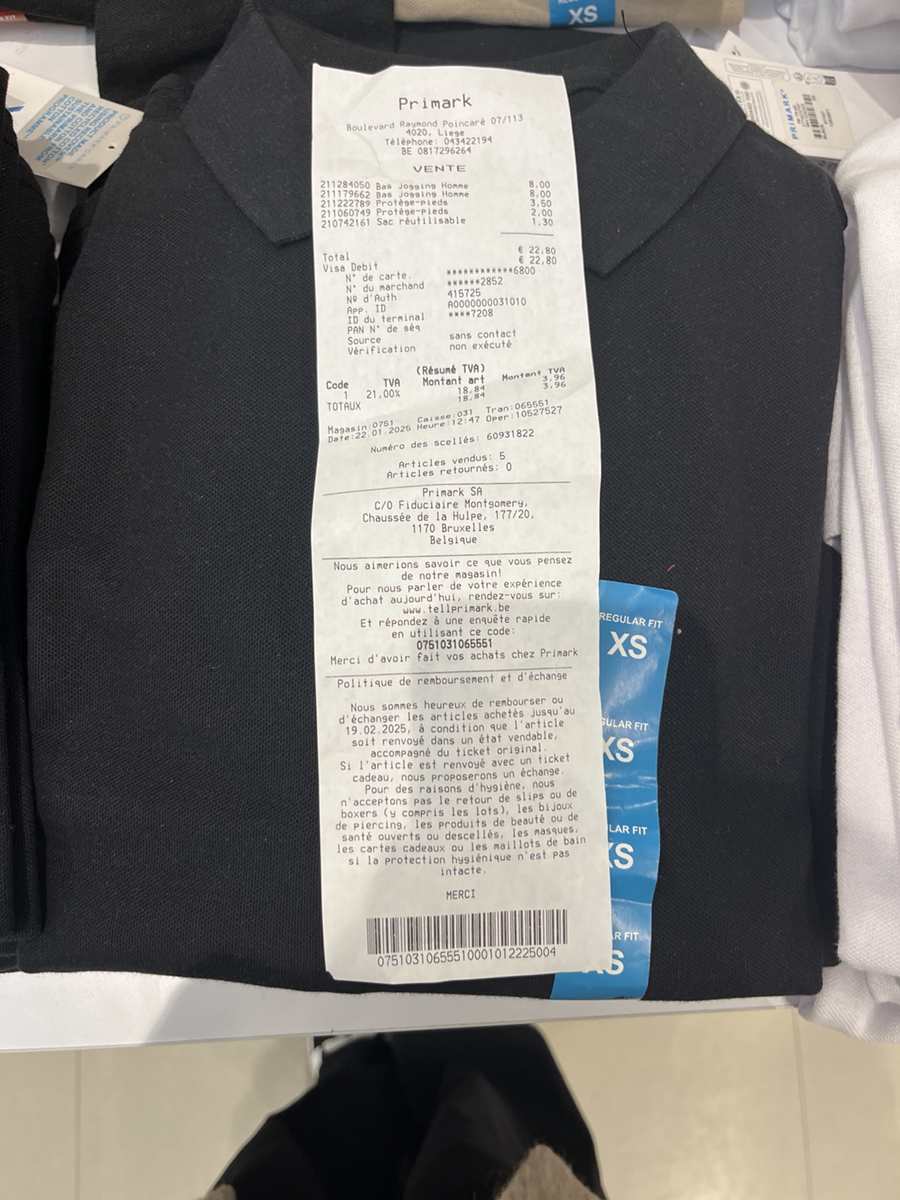 XS
Primark
Boulevard Raymond Poincaré 07/113
4020, Liege
Téléphone: 043422194
BE 0817296264
VENTE
211284050 Bas Jogging Homme 8,00
211179662 Bas Jogging Homme 8,00
211222789 Protège-pieds 3,50
211060749 Protège-pieds 2,00
210742161 Sac réutilisable 1,30
Total € 22,80
Visa Debit € 22,80
N° de carte. ************6800
N° du marchand ******2852
Nº d'Auth 415725
App. ID A0000000031010
ID du terminal ****7208
PAN N° de séq
Source sans contact
Vérification non exécuté
(Résumé TVA)
Code TVA Montant art Montant TVA
1 21,00% 18,84 3,96
TOTAUX 18,84 3,96
Magasin:0751 Caisse:031 Tran:065551
Date:22.01.2025 Heure:12:47 Oper:10527527
Numéro des scellés: 60931822
Articles vendus: 5
Articles retournés: 0
Primark SA
C/O Fiduciaire Montgomery,
Chaussée de la Hulpe, 177/20,
1170 Bruxelles
Belgique
Nous aimerions savoir ce que vous pensez
de notre magasin!
Pour nous parler de votre expérience
d'achat aujourd'hui, rendez-vous sur:
www.tellprimark.be
Et répondez à une enquête rapide
en utilisant ce code:
0751031065551
Merci d'avoir fait vos achats chez Primark
Politique de remboursement et d'échange
Nous sommes heureux de rembourser ou
d'échanger les articles achetés jusqu'au
19.02.2025, à condition que l'article
soit renvoyé dans un état vendable,
accompagné du ticket original.
Si l'article est renvoyé avec un ticket
cadeau, nous proposerons un échange.
Pour des raisons d'hygiène, nous
n'acceptons pas le retour de slips ou de
boxers (y compris les lots), les bijoux
de piercing, les produits de beauté ou de
santé ouverts ou descellés, les masques,
les cartes cadeaux ou les maillots de bain
si la protection hygiénique n'est pas
intacte.
MERCI
07510310655510001012225004
REGULAR FIT
XS
GULAR FIT
XS
LAR FIT
XS
R FIT
XS
PRIMARK